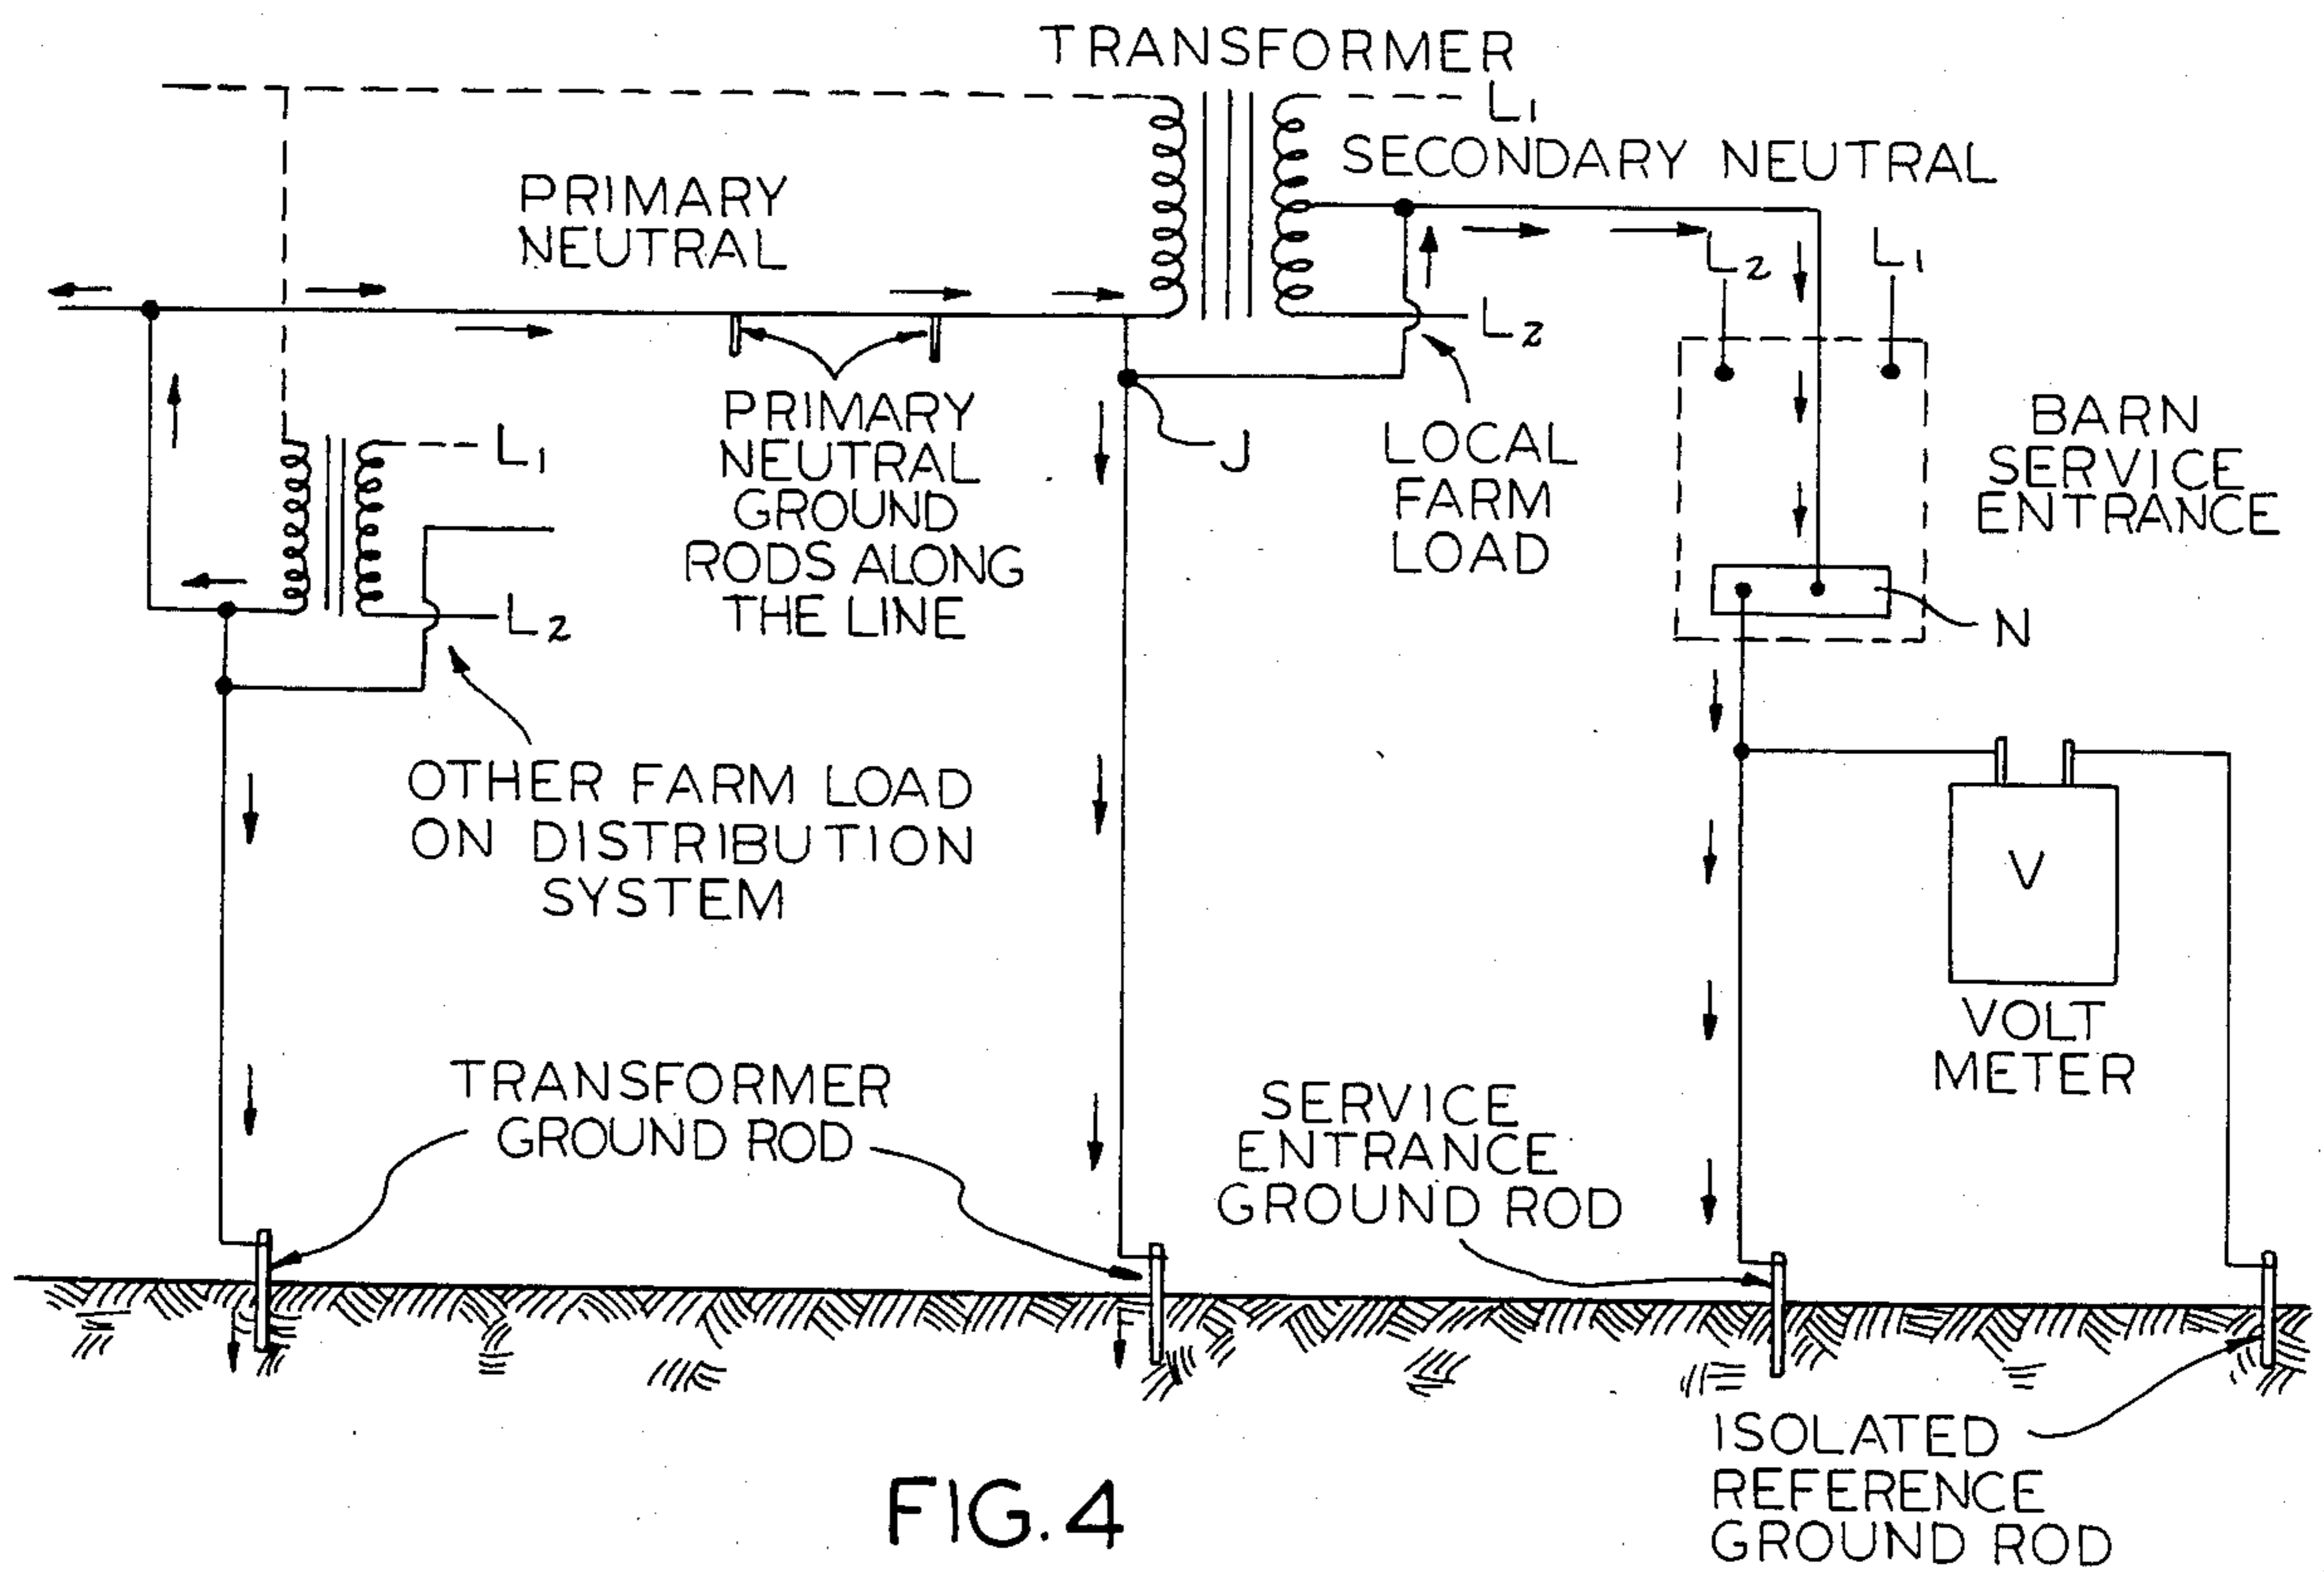 TRANSFORMER
L1
SECONDARY NEUTRAL
PRIMARY
NEUTRAL
L2
L1
L2
PRIMARY
NEUTRAL
GROUND
RODS ALONG
THE LINE
J
LOCAL
FARM
LOAD
BARN
SERVICE
ENTRANCE
L1
L2
N
OTHER FARM LOAD
ON DISTRIBUTION
SYSTEM
V
VOLT
METER
TRANSFORMER
GROUND ROD
SERVICE
ENTRANCE
GROUND ROD
ISOLATED
REFERENCE
GROUND ROD
FIG. 4